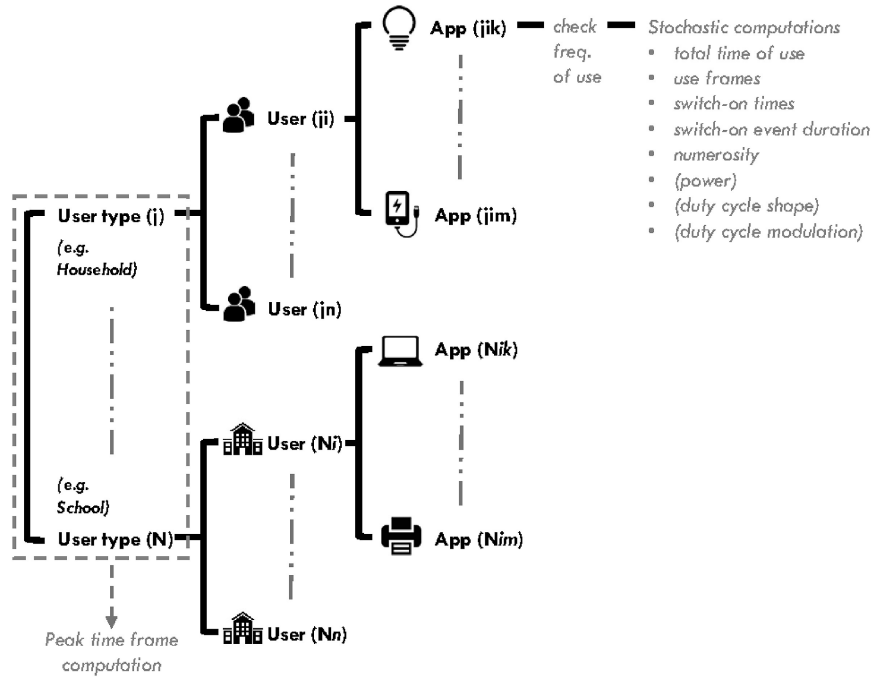 App (jik)
check
freq.
of use
Stochastic computations
• total time of use
• use frames
• switch-on times
• switch-on event duration
• numerosity
• (power)
• (duty cycle shape)
• (duty cycle modulation)
User (ji)
User type (j)
(e.g.
Household)
App (jim)
User (jn)
App (Nik)
User (Ni)
(e.g.
School)
User type (N)
App (Nim)
User (Nn)
Peak time frame
computation